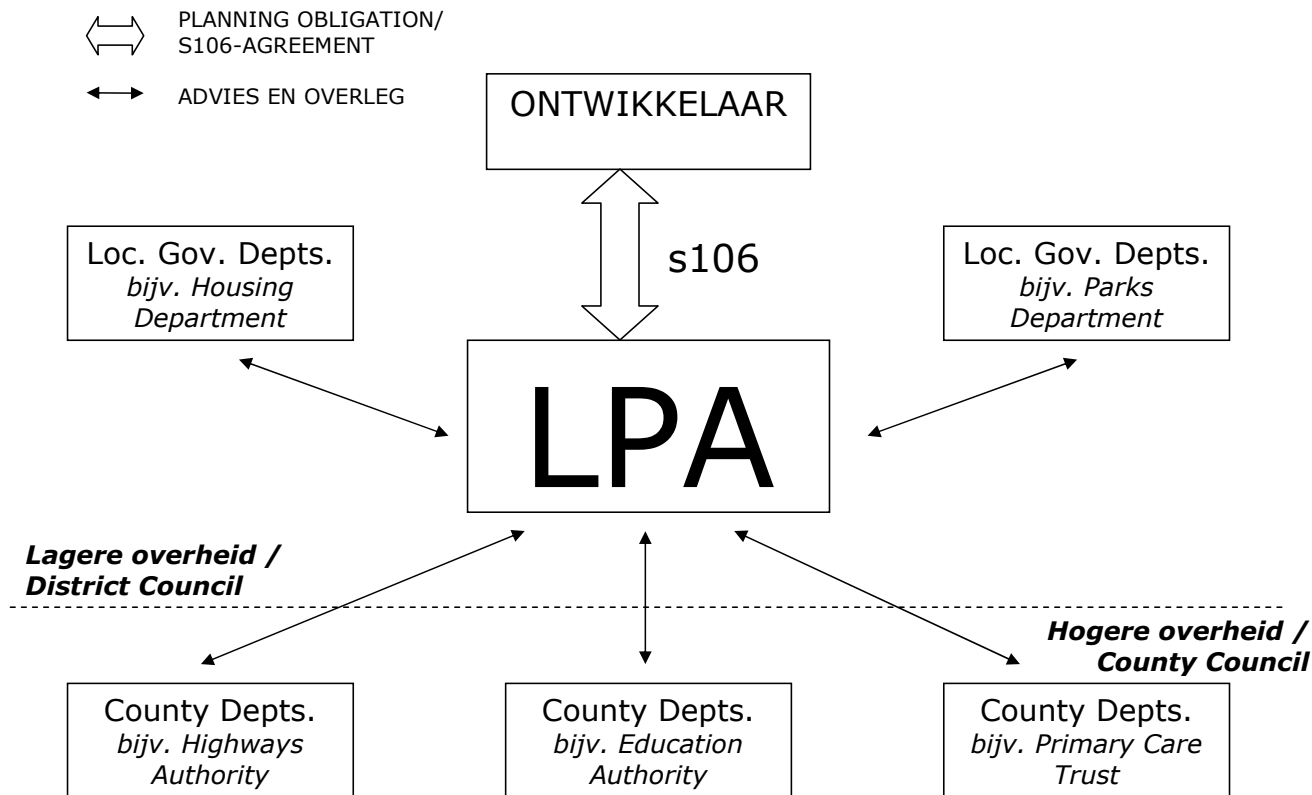 PLANNING OBLIGATION/
S106-AGREEMENT
ADVIES EN OVERLEG
ONTWIKKELAAR
s106
Loc. Gov. Depts.
bijv. Housing
Department
Loc. Gov. Depts.
bijv. Parks
Department
LPA
Lagere overheid /
District Council
Hogere overheid /
County Council
County Depts.
bijv. Highways
Authority
County Depts.
bijv. Education
Authority
County Depts.
bijv. Primary Care
Trust